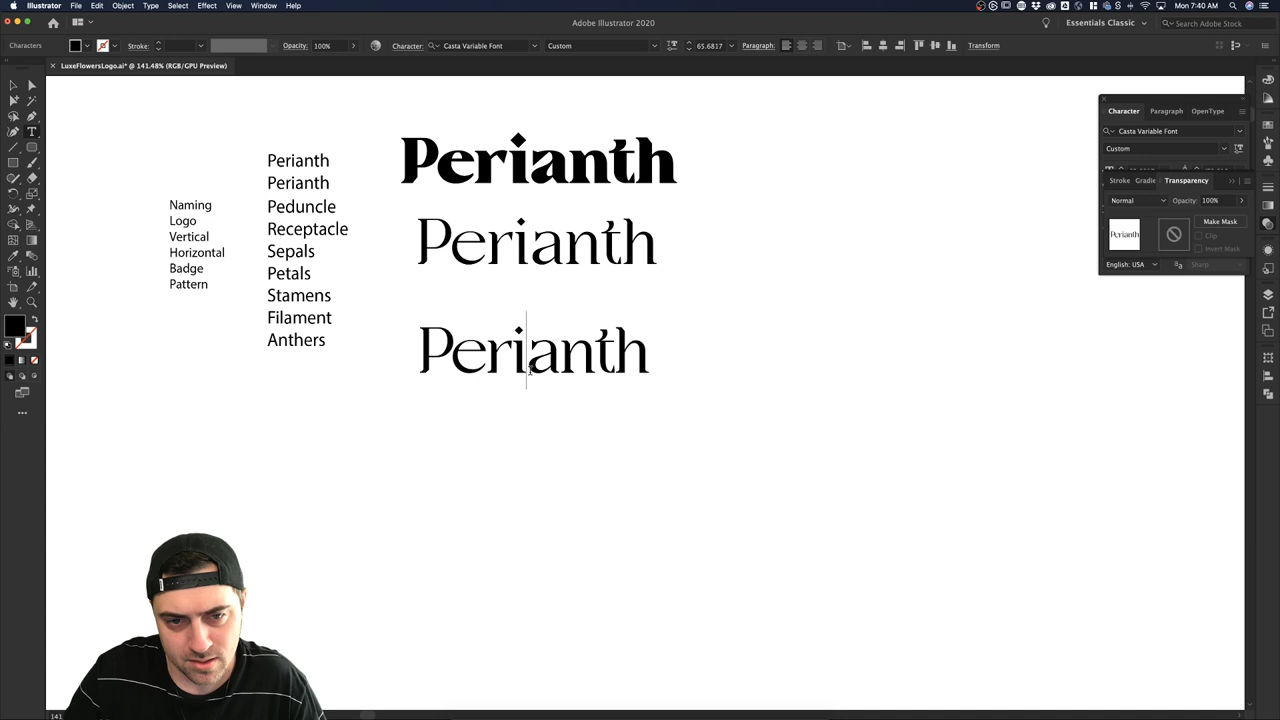 Illustrator File Edit Object Type Select Effect View Window Help
Mon 7:40 AM
Adobe Illustrator 2020
Essentials Classic
Search Adobe Stock
Characters
Stroke:
Opacity: 100%
Character: Casta Variable Font
Custom
65.6817
Paragraph:
Transform
× LuxeFlowersLogo.ai* @ 141.48% (RGB/GPU Preview)
Character Paragraph OpenType
Casta Variable Font
Custom
Stroke Gradie Transparency
Normal Opacity: 100%
Perianth
Make Mask
Clip
Invert Mask
English: USA
Sharp
Naming
Logo
Vertical
Horizontal
Badge
Pattern
Perianth
Perianth
Peduncle
Receptacle
Sepals
Petals
Stamens
Filament
Anthers
Perianth
Perianth
Perianth
141